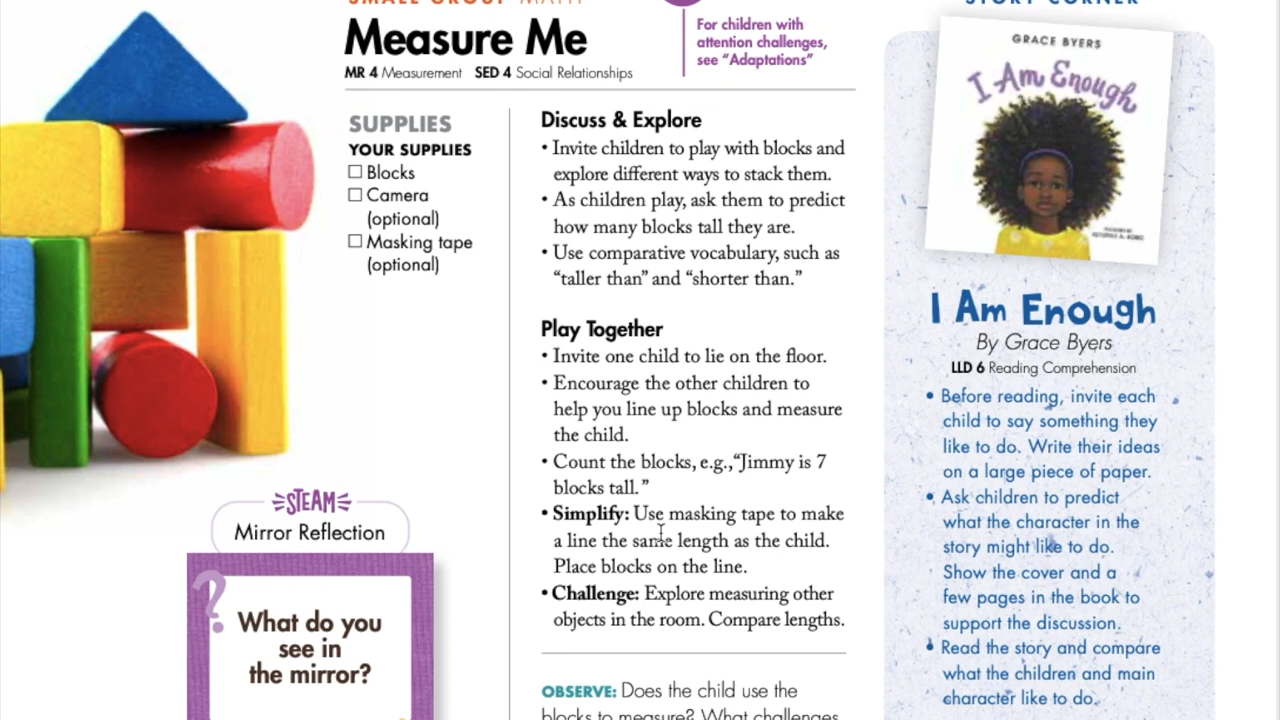 SMALL GROUP MATH
Measure Me
MR 4 Measurement SED 4 Social Relationships
For children with
attention challenges,
see “Adaptations”
SUPPLIES
YOUR SUPPLIES
Blocks
Camera
(optional)
Masking tape
(optional)
Discuss & Explore
• Invite children to play with blocks and
explore different ways to stack them.
• As children play, ask them to predict
how many blocks tall they are.
• Use comparative vocabulary, such as
“taller than” and “shorter than.”
Play Together
• Invite one child to lie on the floor.
• Encourage the other children to
help you line up blocks and measure
the child.
• Count the blocks, e.g., “Jimmy is 7
blocks tall.”
• Simplify: Use masking tape to make
a line the same length as the child.
Place blocks on the line.
• Challenge: Explore measuring other
objects in the room. Compare lengths.
OBSERVE: Does the child use the
blocks to measure? What challenges
STEAM
Mirror Reflection
?
What do you
see in
the mirror?
STORY CORNER
GRACE BYERS
I Am Enough
I Am Enough
By Grace Byers
LLD 6 Reading Comprehension
• Before reading, invite each
child to say something they
like to do. Write their ideas
on a large piece of paper.
• Ask children to predict
what the character in the
story might like to do.
Show the cover and a
few pages in the book to
support the discussion.
• Read the story and compare
what the children and main
character like to do.